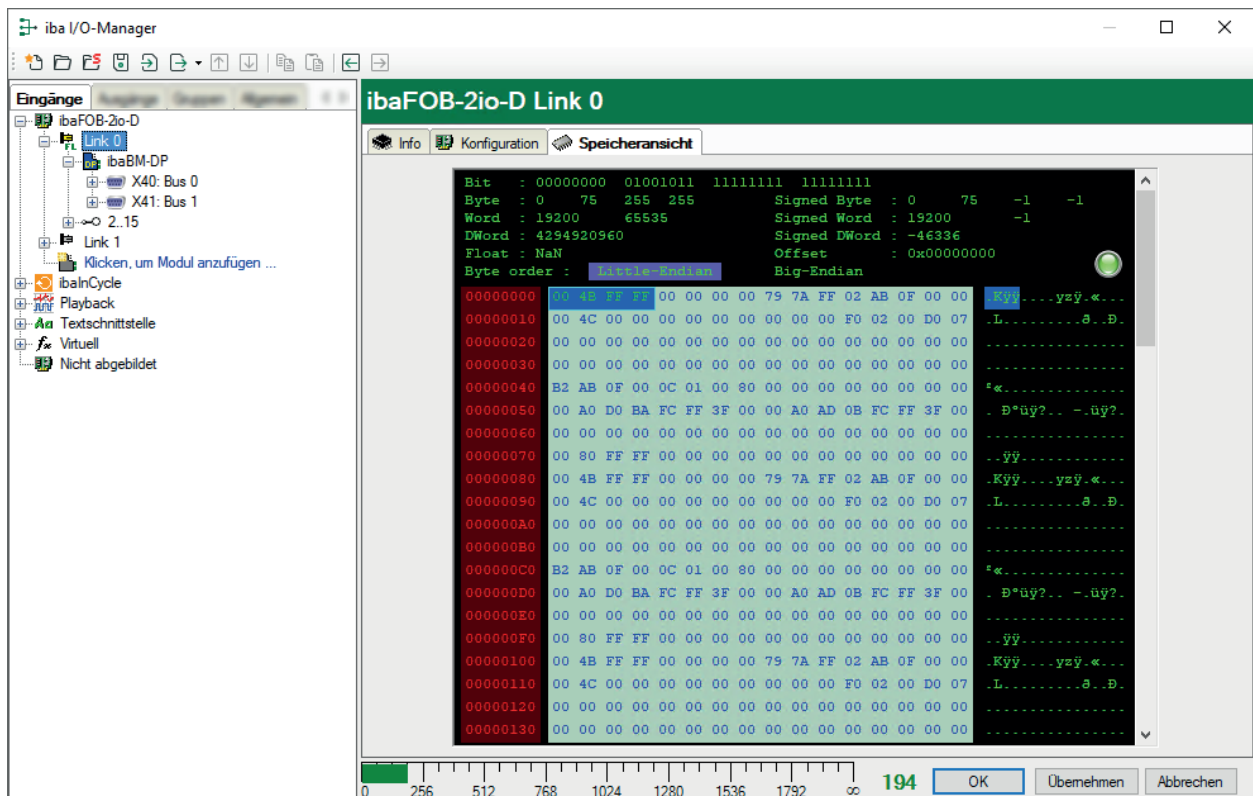 iba I/O-Manager
Eingänge
ibaFOB-2io-D
Link 0
ibaBM-DP
X40: Bus 0
X41: Bus 1
2..15
Link 1
Klicken, um Modul anzufügen ...
ibaInCycle
Playback
Textschnittstelle
Virtuell
Nicht abgebildet
ibaFOB-2io-D Link 0
Info Konfiguration Speicheransicht
Bit : 00000000 01001011 11111111 11111111
Byte : 0 75 255 255 Signed Byte : 0 75 -1 -1
Word : 19200 65535 Signed Word : 19200 -1
DWord : 4294920960 Signed DWord : -46336
Float : NaN Offset : 0x00000000
Byte order : Little-Endian Big-Endian
00000000 00 4B FF FF 00 00 00 00 79 7A FF 02 AB 0F 00 00 .Kÿÿ....yzÿ.«...
00000010 00 4C 00 00 00 00 00 00 00 00 00 F0 02 00 D0 07 .L.........ð..Ð.
00000020 00 00 00 00 00 00 00 00 00 00 00 00 00 00 00 00 ................
00000030 00 00 00 00 00 00 00 00 00 00 00 00 00 00 00 00 ................
00000040 B2 AB 0F 00 0C 01 00 80 00 00 00 00 00 00 00 00 ²«..............
00000050 00 A0 D0 BA FC FF 3F 00 00 A0 AD 0B FC FF 3F 00 . Ðºüÿ?.. -.üÿ?.
00000060 00 00 00 00 00 00 00 00 00 00 00 00 00 00 00 00 ................
00000070 00 80 FF FF 00 00 00 00 00 00 00 00 00 00 00 00 ..ÿÿ............
00000080 00 4B FF FF 00 00 00 00 79 7A FF 02 AB 0F 00 00 .Kÿÿ....yzÿ.«...
00000090 00 4C 00 00 00 00 00 00 00 00 00 F0 02 00 D0 07 .L.........ð..Ð.
000000A0 00 00 00 00 00 00 00 00 00 00 00 00 00 00 00 00 ................
000000B0 00 00 00 00 00 00 00 00 00 00 00 00 00 00 00 00 ................
000000C0 B2 AB 0F 00 0C 01 00 80 00 00 00 00 00 00 00 00 ²«..............
000000D0 00 A0 D0 BA FC FF 3F 00 00 A0 AD 0B FC FF 3F 00 . Ðºüÿ?.. -.üÿ?.
000000E0 00 00 00 00 00 00 00 00 00 00 00 00 00 00 00 00 ................
000000F0 00 80 FF FF 00 00 00 00 00 00 00 00 00 00 00 00 ..ÿÿ............
00000100 00 4B FF FF 00 00 00 00 79 7A FF 02 AB 0F 00 00 .Kÿÿ....yzÿ.«...
00000110 00 4C 00 00 00 00 00 00 00 00 00 F0 02 00 D0 07 .L.........ð..Ð.
00000120 00 00 00 00 00 00 00 00 00 00 00 00 00 00 00 00 ................
00000130 00 00 00 00 00 00 00 00 00 00 00 00 00 00 00 00 ................
0 256 512 768 1024 1280 1536 1792 ∞ 194 OK Übernehmen Abbrechen